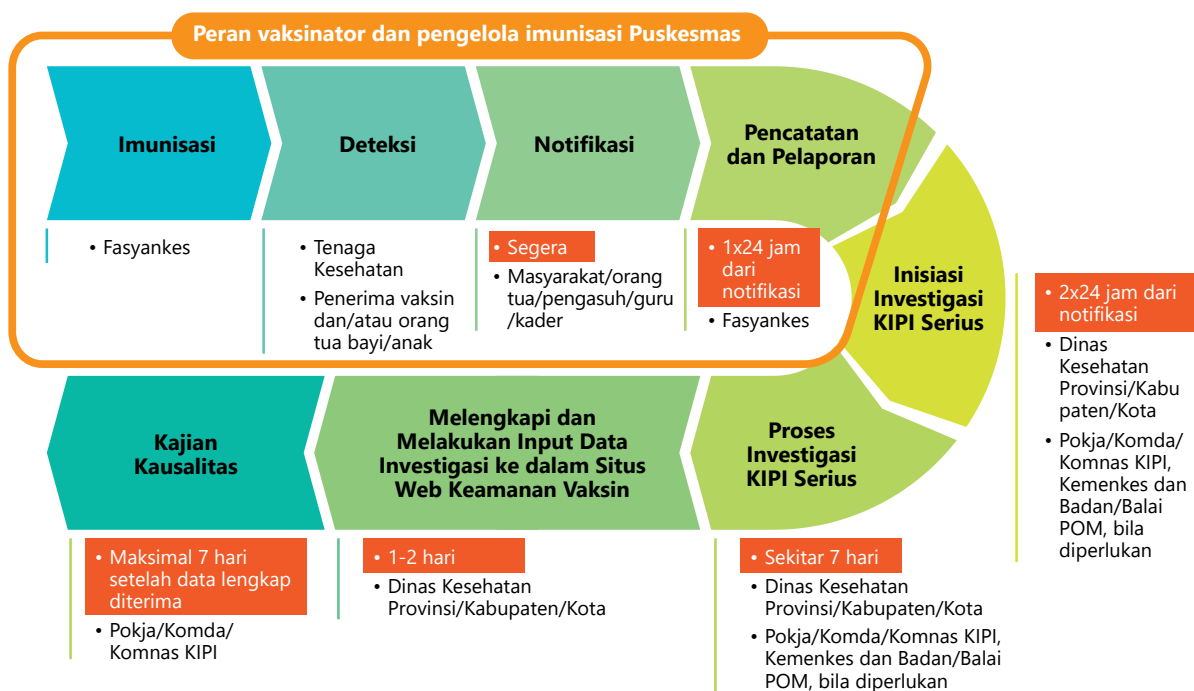 Peran vaksinator dan pengelola imunisasi Puskesmas
Imunisasi
• Fasyankes
Deteksi
• Tenaga
Kesehatan
• Penerima vaksin
dan/atau orang
tua bayi/anak
Notifikasi
• Segera
• Masyarakat/orang
tua/pengasuh/guru
/kader
Pencatatan
dan Pelaporan
• 1x24 jam
dari
notifikasi
• Fasyankes
Inisiasi
Investigasi
KIPI Serius
• 2x24 jam dari
notifikasi
• Dinas
Kesehatan
Provinsi/Kabu
paten/Kota
• Pokja/Komda/
Komnas KIPI,
Kemenkes dan
Badan/Balai
POM, bila
diperlukan
Proses
Investigasi
KIPI Serius
• Sekitar 7 hari
• Dinas Kesehatan
Provinsi/Kabupaten/Kota
• Pokja/Komda/Komnas KIPI,
Kemenkes dan Badan/Balai
POM, bila diperlukan
Melengkapi dan
Melakukan Input Data
Investigasi ke dalam Situs
Web Keamanan Vaksin
• 1-2 hari
• Dinas Kesehatan
Provinsi/Kabupaten/Kota
Kajian
Kausalitas
• Maksimal 7 hari
setelah data lengkap
diterima
• Pokja/Komda/
Komnas KIPI